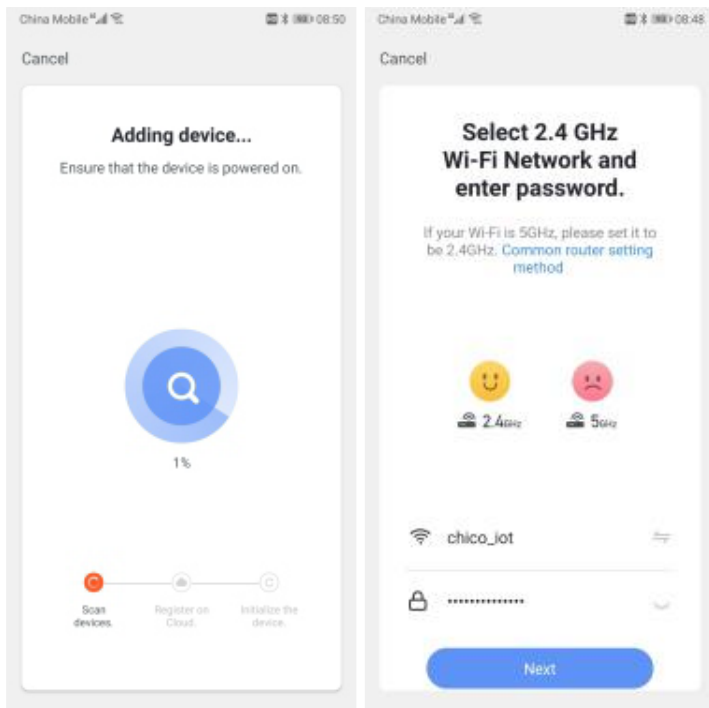 China Mobile
08:50
Cancel
Adding device...
Ensure that the device is powered on.
1%
Scan
devices.
Register on
Cloud.
Initialize the
device.
China Mobile
08:48
Cancel
Select 2.4 GHz
Wi-Fi Network and
enter password.
If your Wi-Fi is 5GHz, please set it to
be 2.4GHz. Common router setting
method
2.4GHz
5GHz
chico_iot
••••••••••••••
Next